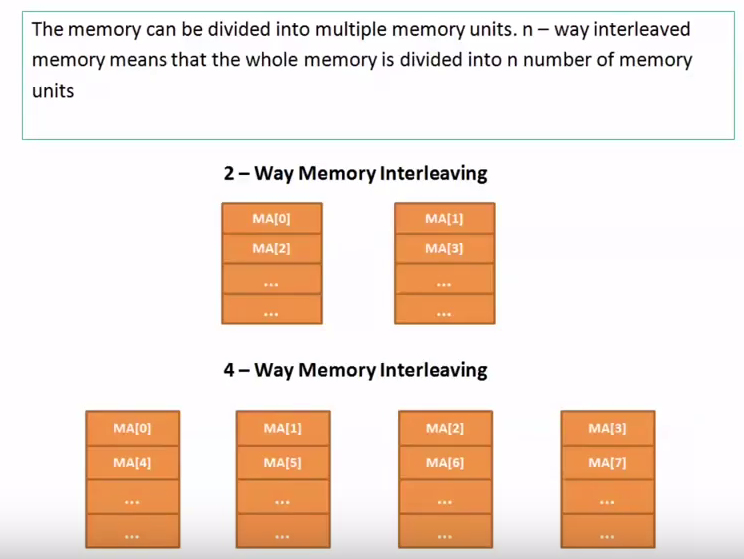 The memory can be divided into multiple memory units. n – way interleaved
memory means that the whole memory is divided into n number of memory
units
2 – Way Memory Interleaving
MA[0] MA[1]
MA[2] MA[3]
... ...
... ...
4 – Way Memory Interleaving
MA[0] MA[1] MA[2] MA[3]
MA[4] MA[5] MA[6] MA[7]
... ... ... ...
... ... ... ...